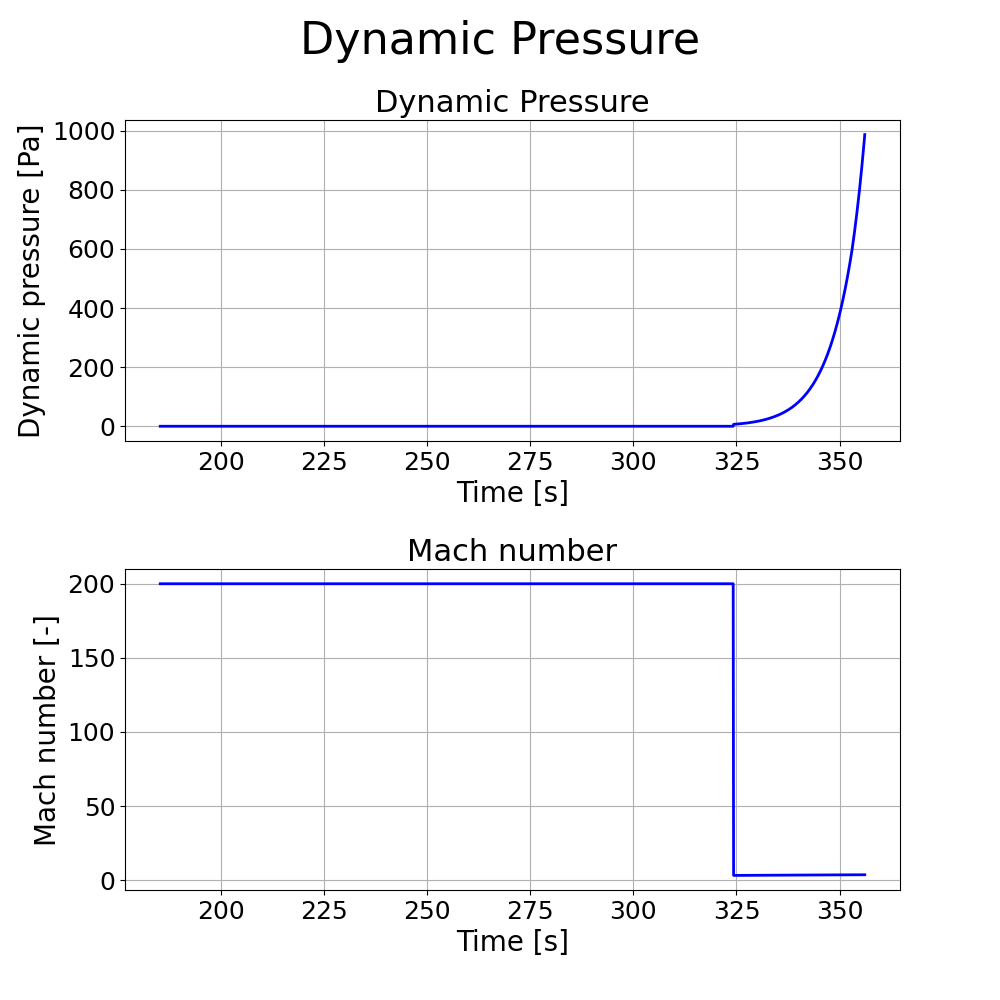 Dynamic Pressure
Dynamic Pressure
Dynamic pressure [Pa]
1000
800
600
400
200
0
200 225 250 275 300 325 350
Time [s]
Mach number
Mach number [-]
200
150
100
50
0
200 225 250 275 300 325 350
Time [s]